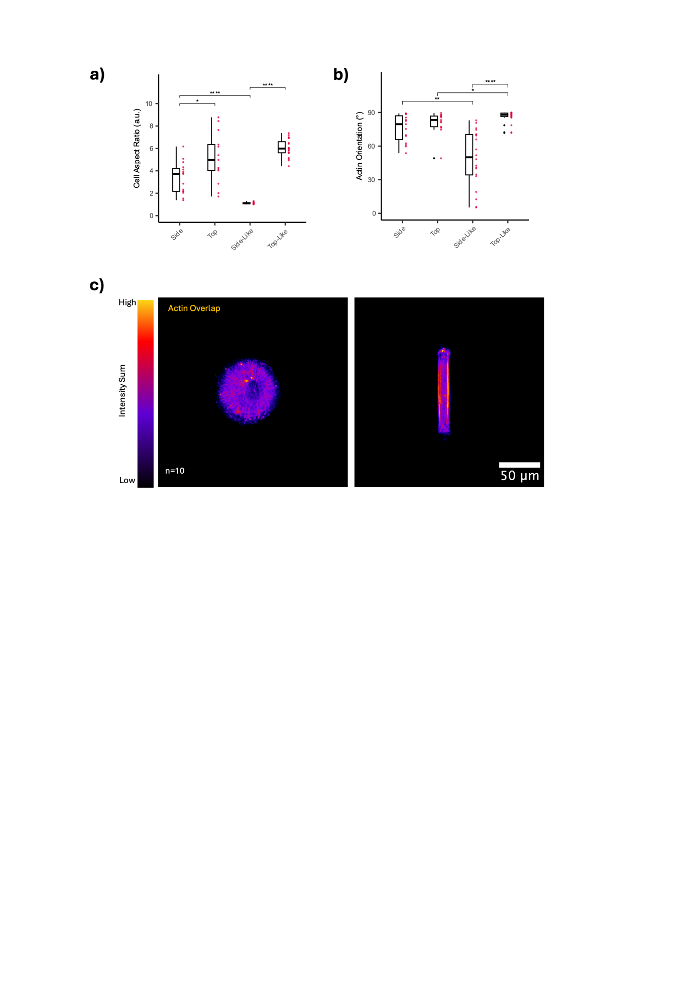 a)
**** 
****
*
10
8
6
4
2
0
Cell Aspect Ratio (a.u.)
Side
Top
Side-Like
Top-Like
b)
****
*
**
90
60
30
0
Actin Orientation (°)
Side
Top
Side-Like
Top-Like
c)
High
Intensity Sum
Low
Actin Overlap
n=10
50 µm